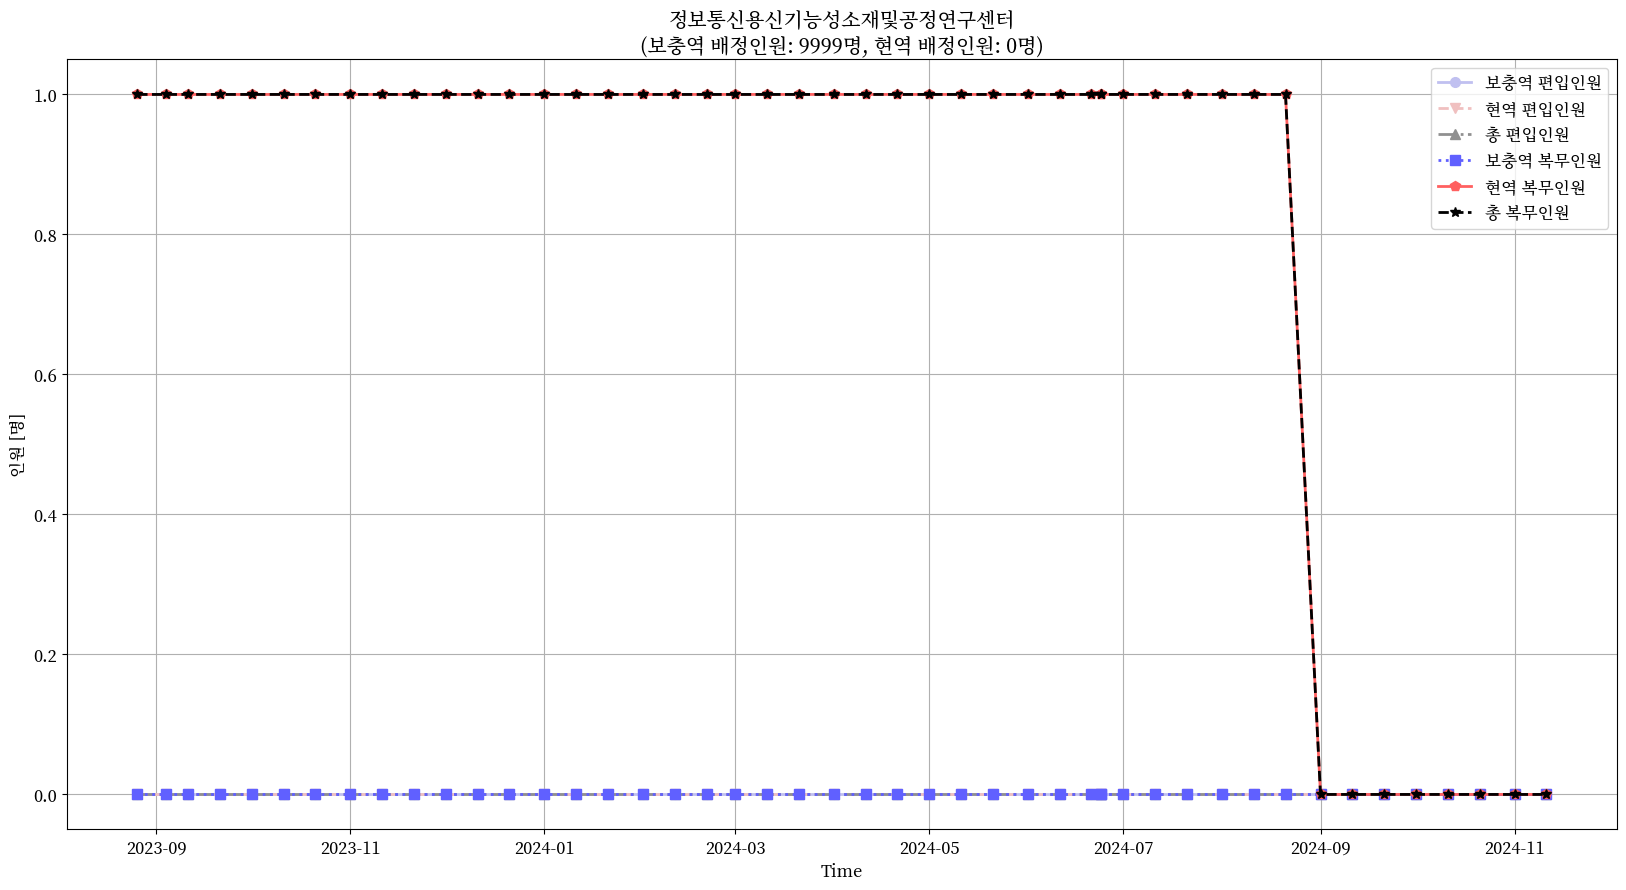 정보통신용신기능성소재및공정연구센터
(보충역 배정인원: 9999명, 현역 배정인원: 0명)
보충역 편입인원
현역 편입인원
총 편입인원
보충역 복무인원
현역 복무인원
총 복무인원
인원 [명]
1.0
0.8
0.6
0.4
0.2
0.0
2023-09
2023-11
2024-01
2024-03
2024-05
2024-07
2024-09
2024-11
Time